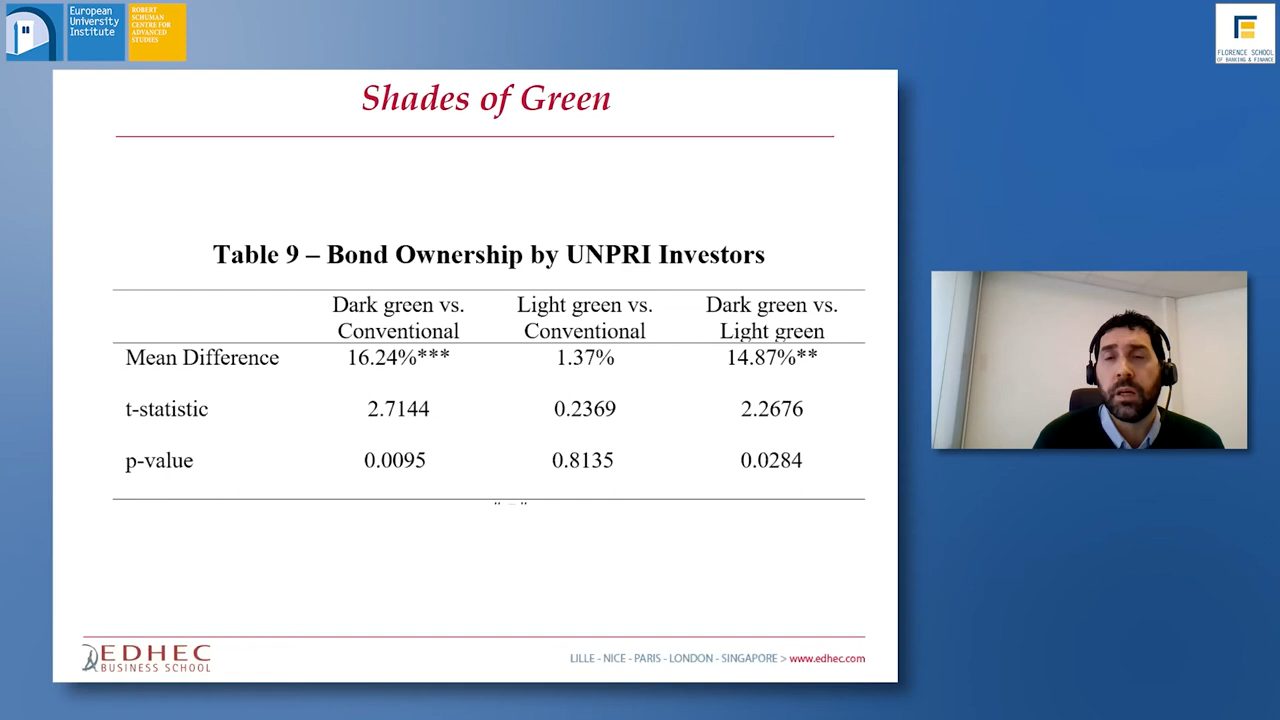 European
University
Institute
ROBERT
SCHUMAN
CENTRE FOR
ADVANCED
STUDIES
FLORENCE SCHOOL
OF BANKING & FINANCE
Shades of Green
Table 9 – Bond Ownership by UNPRI Investors
Dark green vs. Conventional Light green vs. Conventional Dark green vs. Light green
Mean Difference 16.24%*** 1.37% 14.87%**
t-statistic 2.7144 0.2369 2.2676
p-value 0.0095 0.8135 0.0284
EDHEC
BUSINESS SCHOOL
LILLE - NICE - PARIS - LONDON - SINGAPORE > www.edhec.com